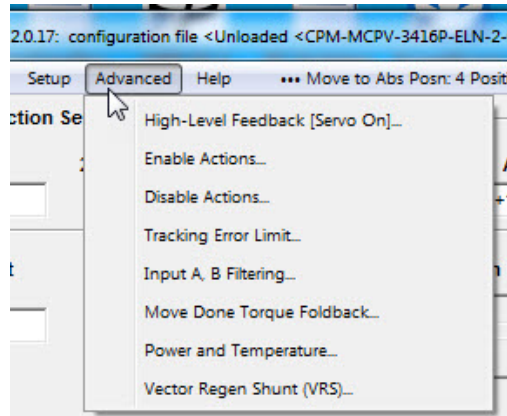 2.0.17: configuration file <Unloaded <CPM-MCPV-3416P-ELN-2-
Setup Advanced Help ••• Move to Abs Posn: 4 Posit
ction Se
High-Level Feedback [Servo On]...
Enable Actions...
Disable Actions...
Tracking Error Limit...
Input A, B Filtering...
Move Done Torque Foldback...
Power and Temperature...
Vector Regen Shunt (VRS)...